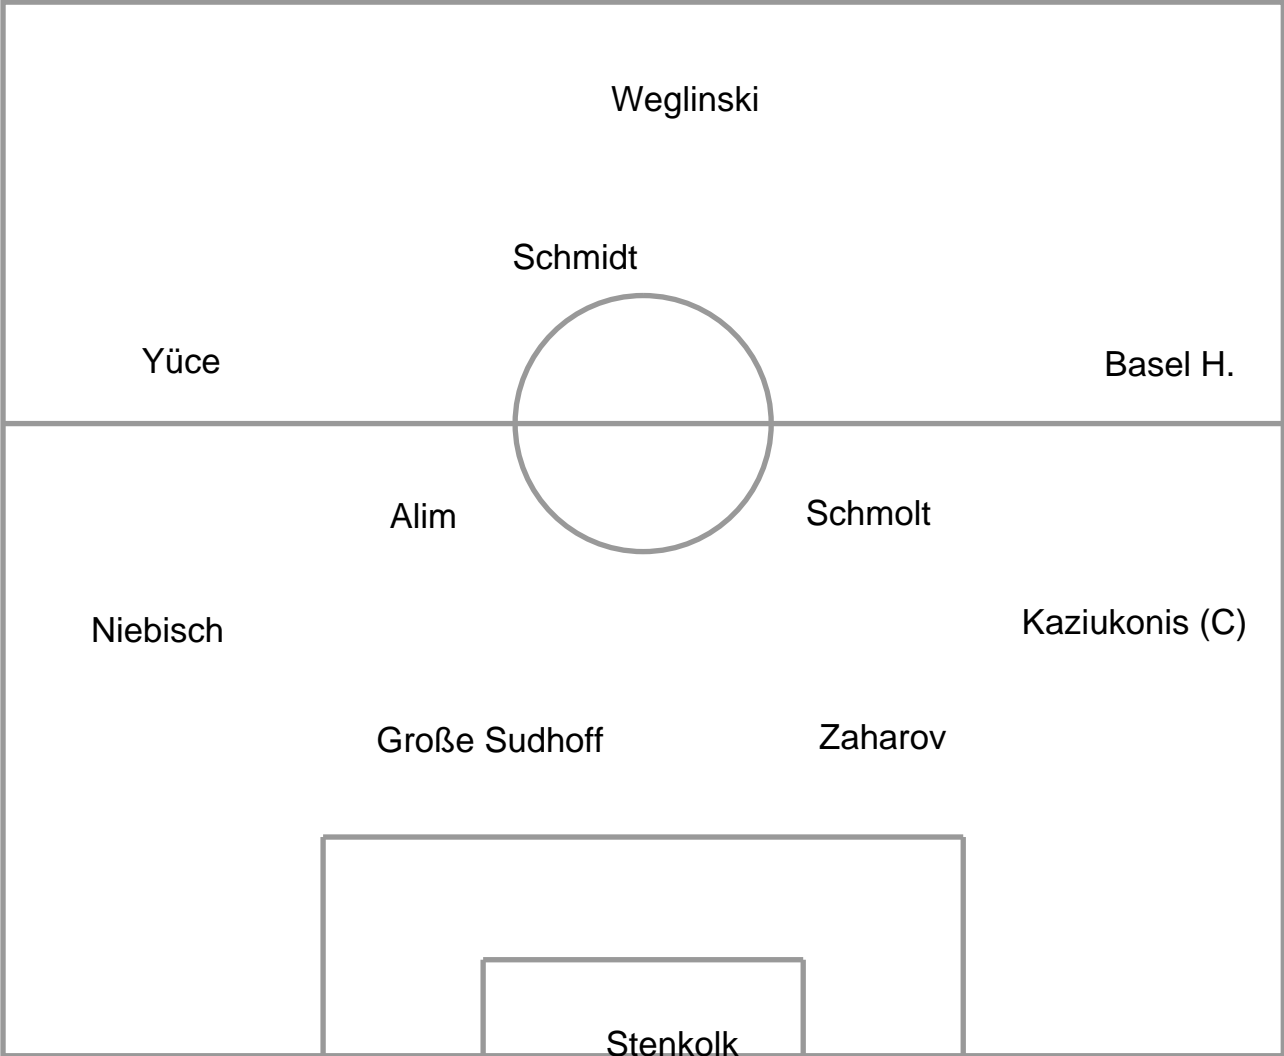 Weglinski
Schmidt
Yüce
Basel H.
Alim
Schmolt
Niebisch
Kaziukonis (C)
Große Sudhoff
Zaharov
Stenkolk